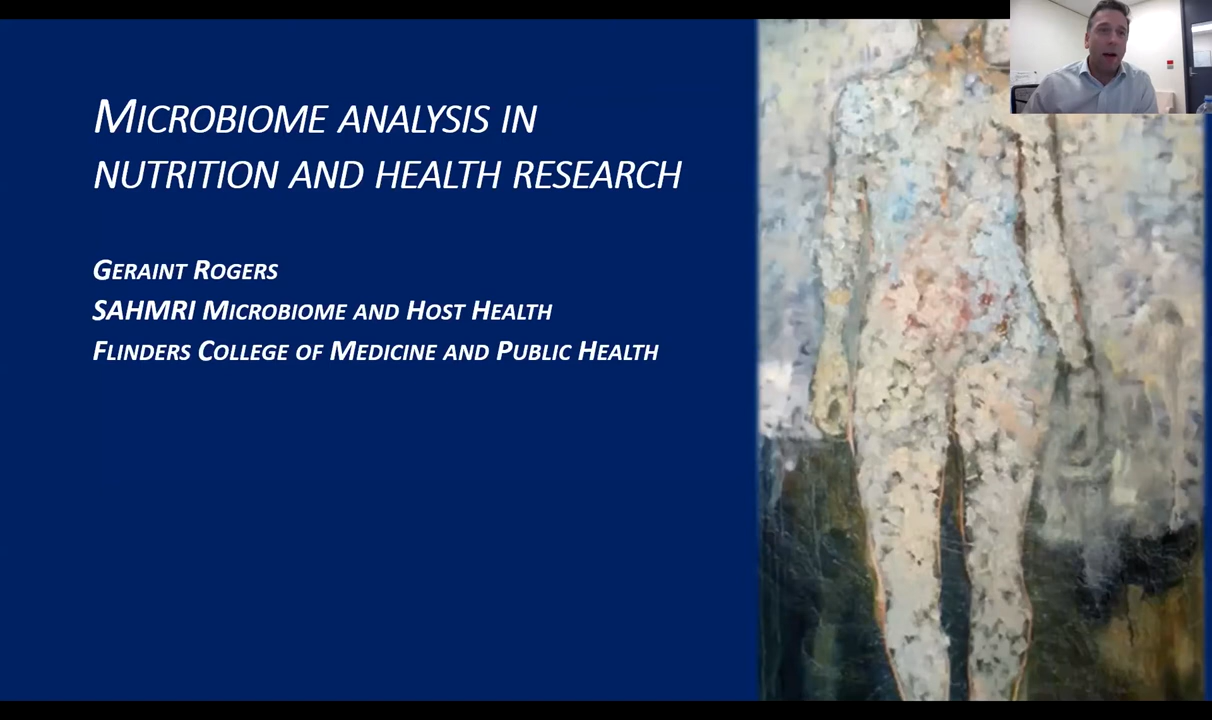 MICROBIOME ANALYSIS IN
NUTRITION AND HEALTH RESEARCH
GERAINT ROGERS
SAHMRI MICROBIOME AND HOST HEALTH
FLINDERS COLLEGE OF MEDICINE AND PUBLIC HEALTH